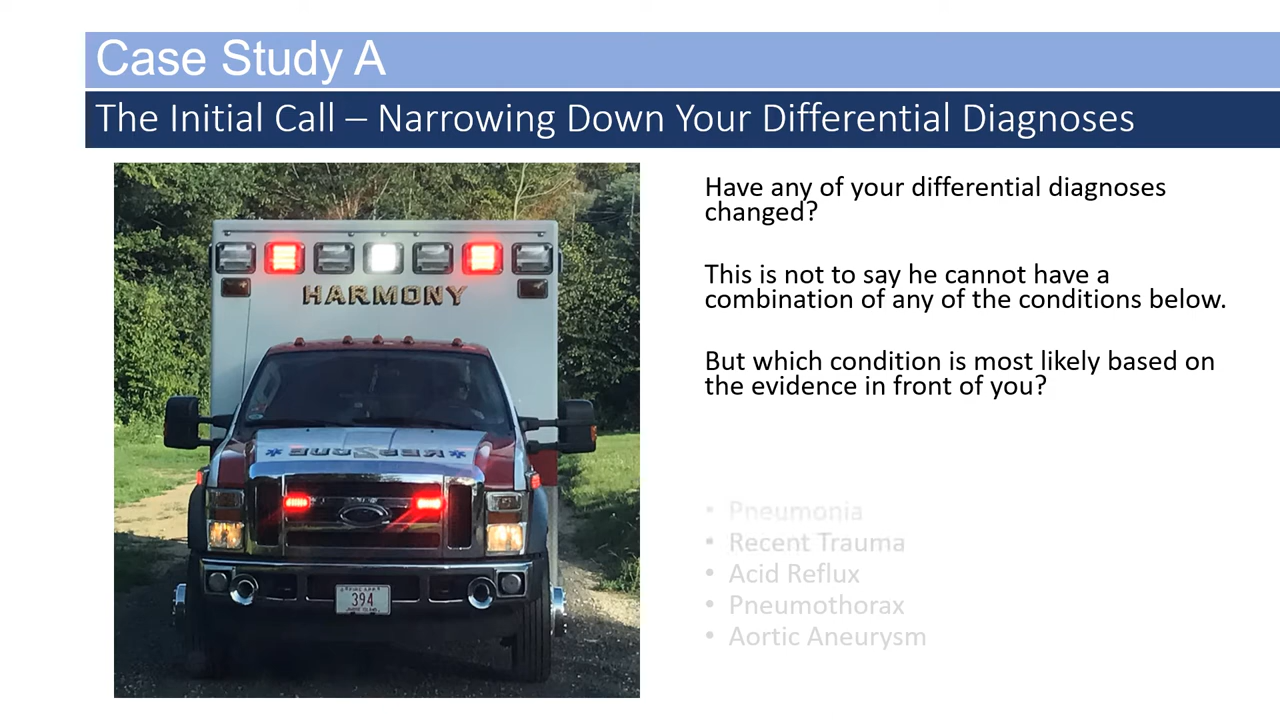 Case Study A
The Initial Call – Narrowing Down Your Differential Diagnoses
Have any of your differential diagnoses
changed?
This is not to say he cannot have a
combination of any of the conditions below.
But which condition is most likely based on
the evidence in front of you?
HARMONY
RESCUE
394
• Pneumonia
• Recent Trauma
• Acid Reflux
• Pneumothorax
• Aortic Aneurysm